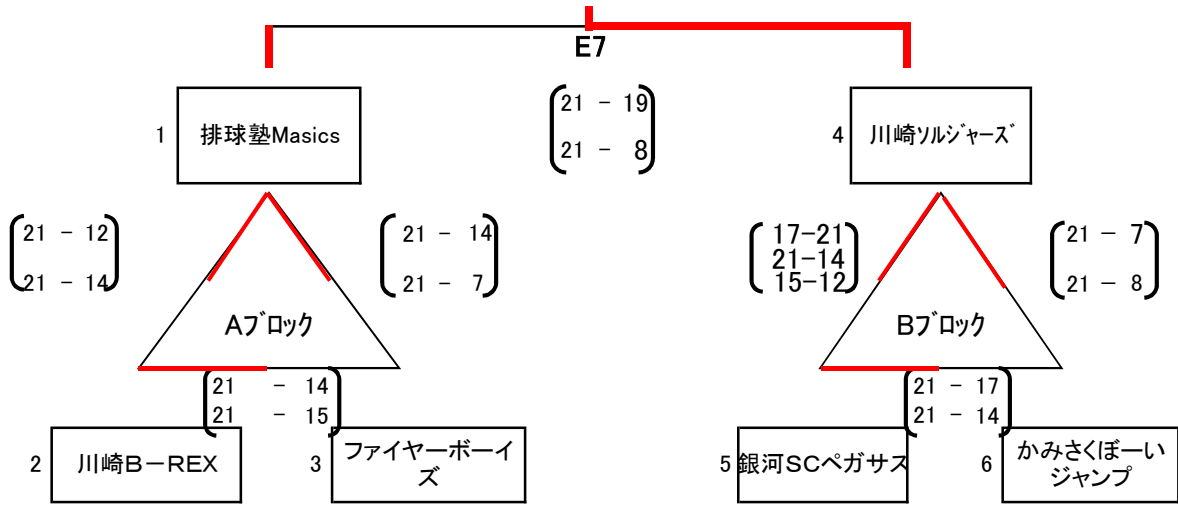 E7
21 - 19
21 - 8
1
排球塾Masics
4
川崎ｿﾙｼﾞｬｰｽﾞ
21 - 12
21 - 14
21 - 14
21 - 7
17-21
21-14
15-12
21 - 7
21 - 8
Aﾌﾞﾛｯｸ
Bﾌﾞﾛｯｸ
21 - 14
21 - 15
21 - 17
21 - 14
2
川崎B－REX
3
ファイヤーボーイ
ズ
5
銀河SCペガサス
6
かみさくぼーい
ジャンプ